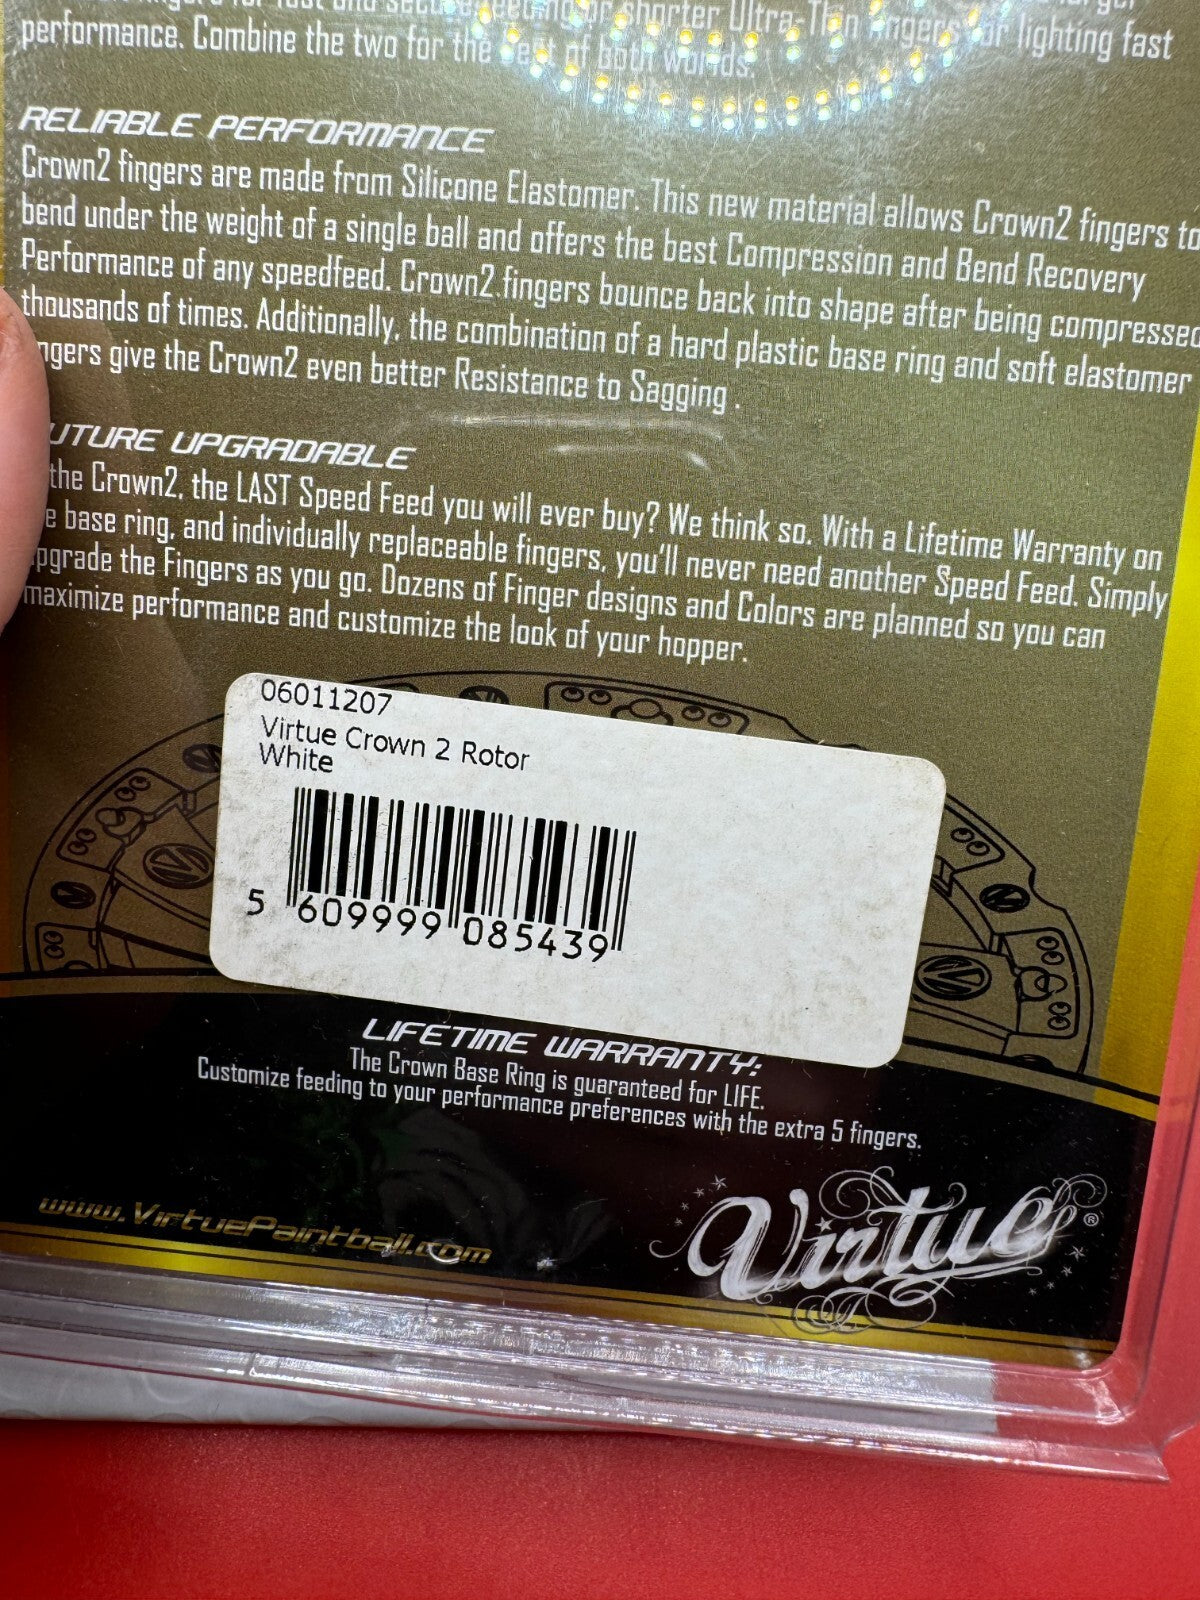 shorter Ultra-Thin fingers for lighting fast
performance. Combine the two for the best of both worlds.
RELIABLE PERFORMANCE
Crown2 fingers are made from Silicone Elastomer. This new material allows Crown2 fingers to
bend under the weight of a single ball and offers the best Compression and Bend Recovery
Performance of any speedfeed. Crown2 fingers bounce back into shape after being compressed
thousands of times. Additionally, the combination of a hard plastic base ring and soft elastomer
ngers give the Crown2 even better Resistance to Sagging .
UTURE UPGRADABLE
the Crown2, the LAST Speed Feed you will ever buy? We think so. With a Lifetime Warranty on
e base ring, and individually replaceable fingers, you'll never need another Speed Feed. Simply
pgrade the Fingers as you go. Dozens of Finger designs and Colors are planned so you can
maximize performance and customize the look of your hopper.
06011207
Virtue Crown 2 Rotor
White
5 609999 085439
LIFETIME WARRANTY:
The Crown Base Ring is guaranteed for LIFE.
Customize feeding to your performance preferences with the extra 5 fingers.
www.VirtuePaintball.com
Virtue®